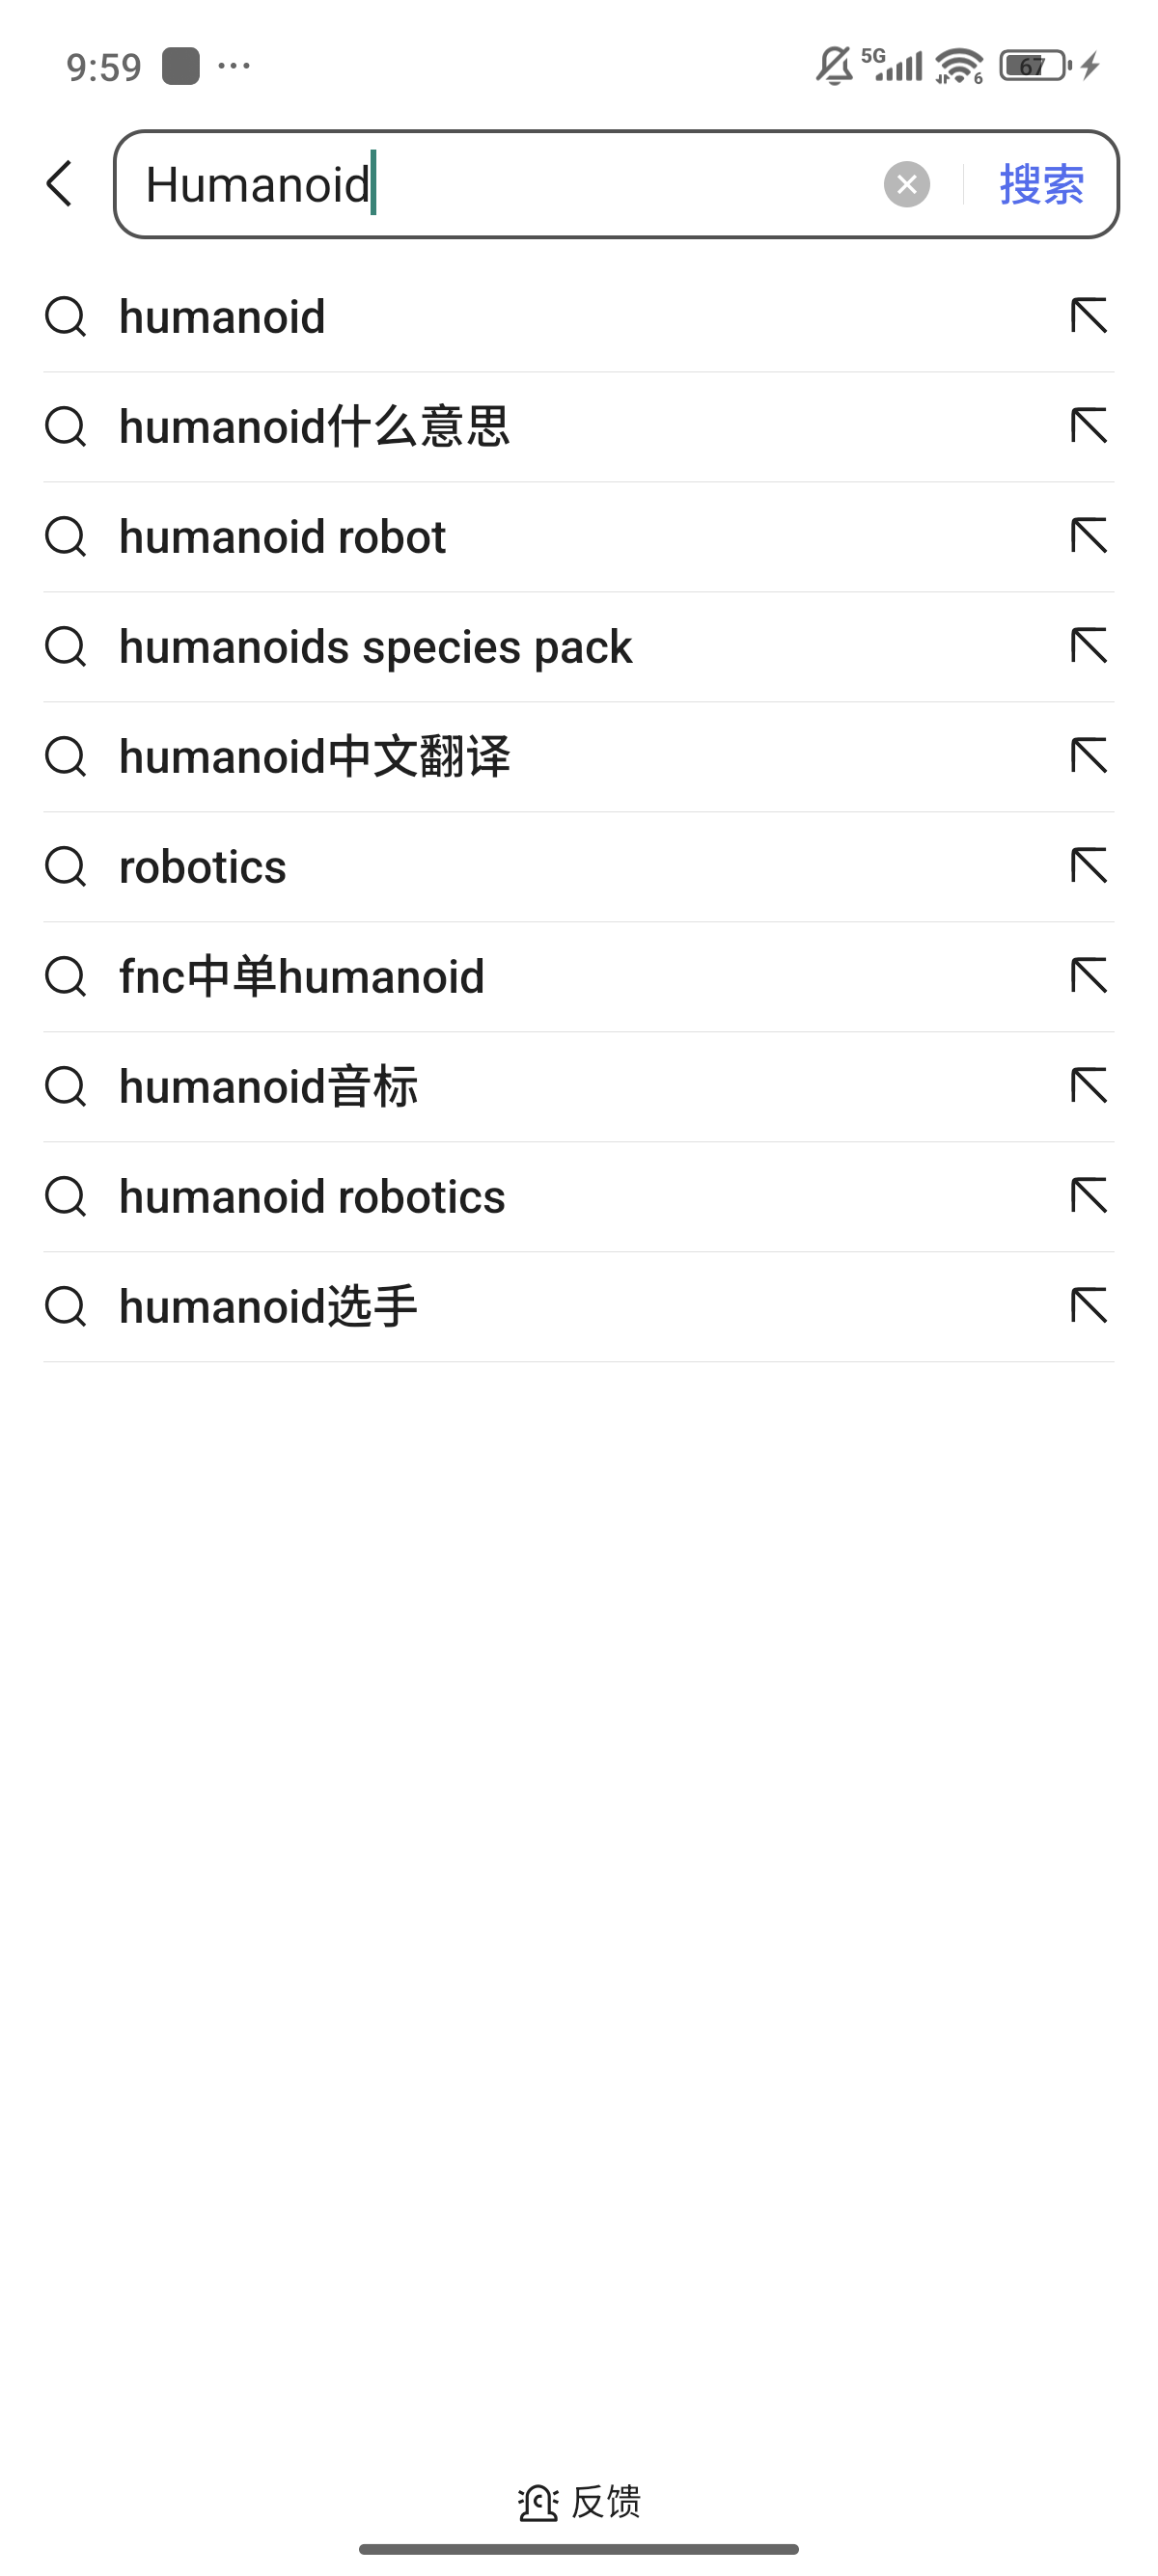 9:59
5G
6
67
Humanoid
搜索
humanoid
humanoid什么意思
humanoid robot
humanoids species pack
humanoid中文翻译
robotics
fnc中单humanoid
humanoid音标
humanoid robotics
humanoid选手
反馈